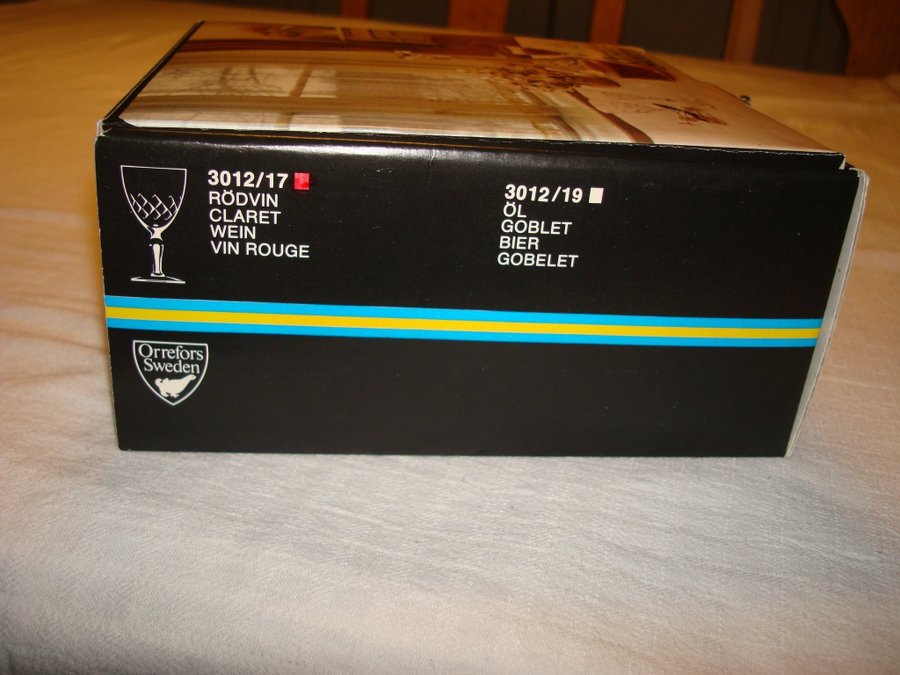 3012/17
RÖDVIN
CLARET
WEIN
VIN ROUGE
3012/19
ÖL
GOBLET
BIER
GOBELET
Orrefors
Sweden